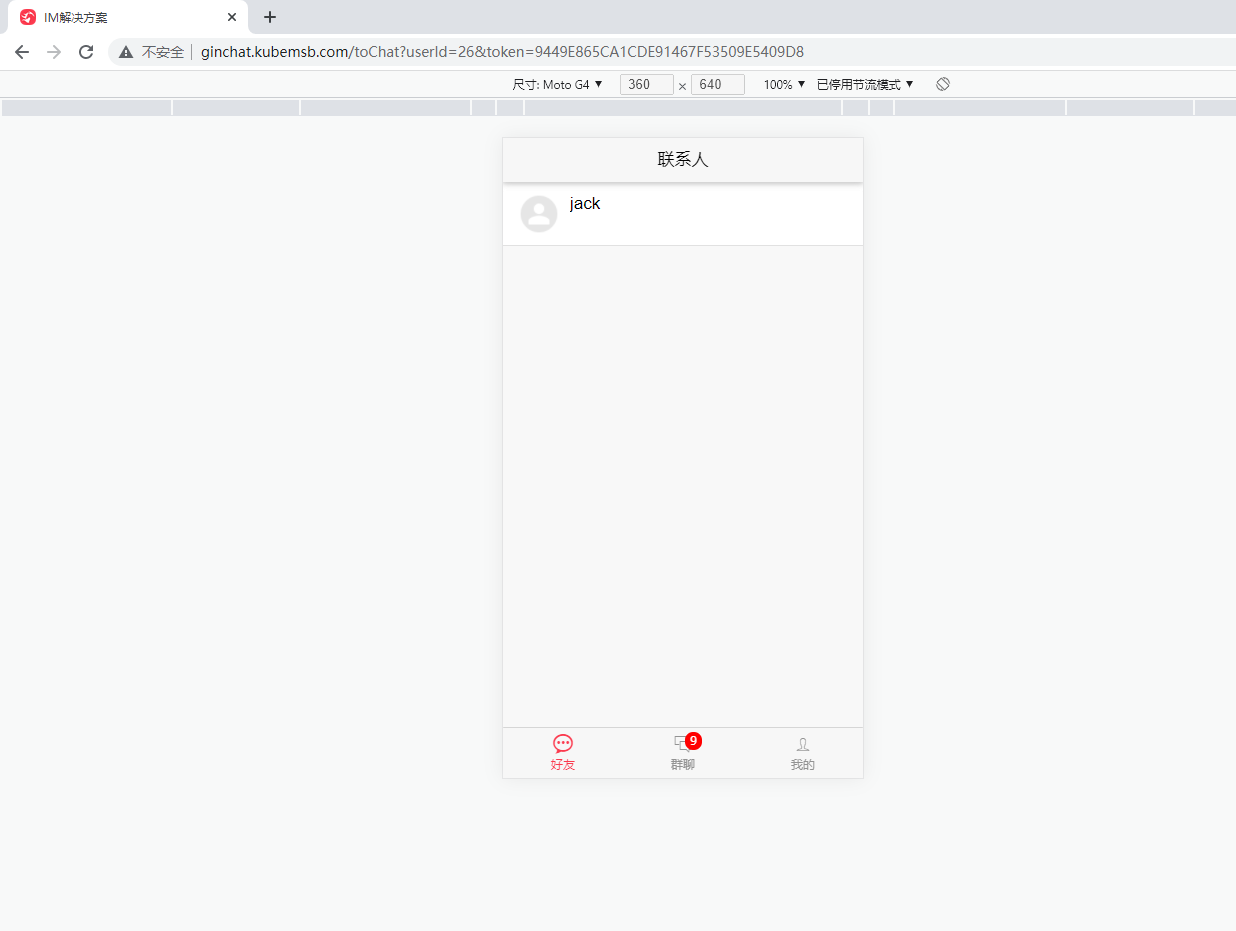 IM解决方案
不安全 ginchat.kubemsb.com/toChat?userId=26&token=9449E865CA1CDE91467F53509E5409D8
尺寸: Moto G4 ▼ 360 × 640 100% ▼ 已停用节流模式 ▼
联系人
jack
9
好友 群聊 我的